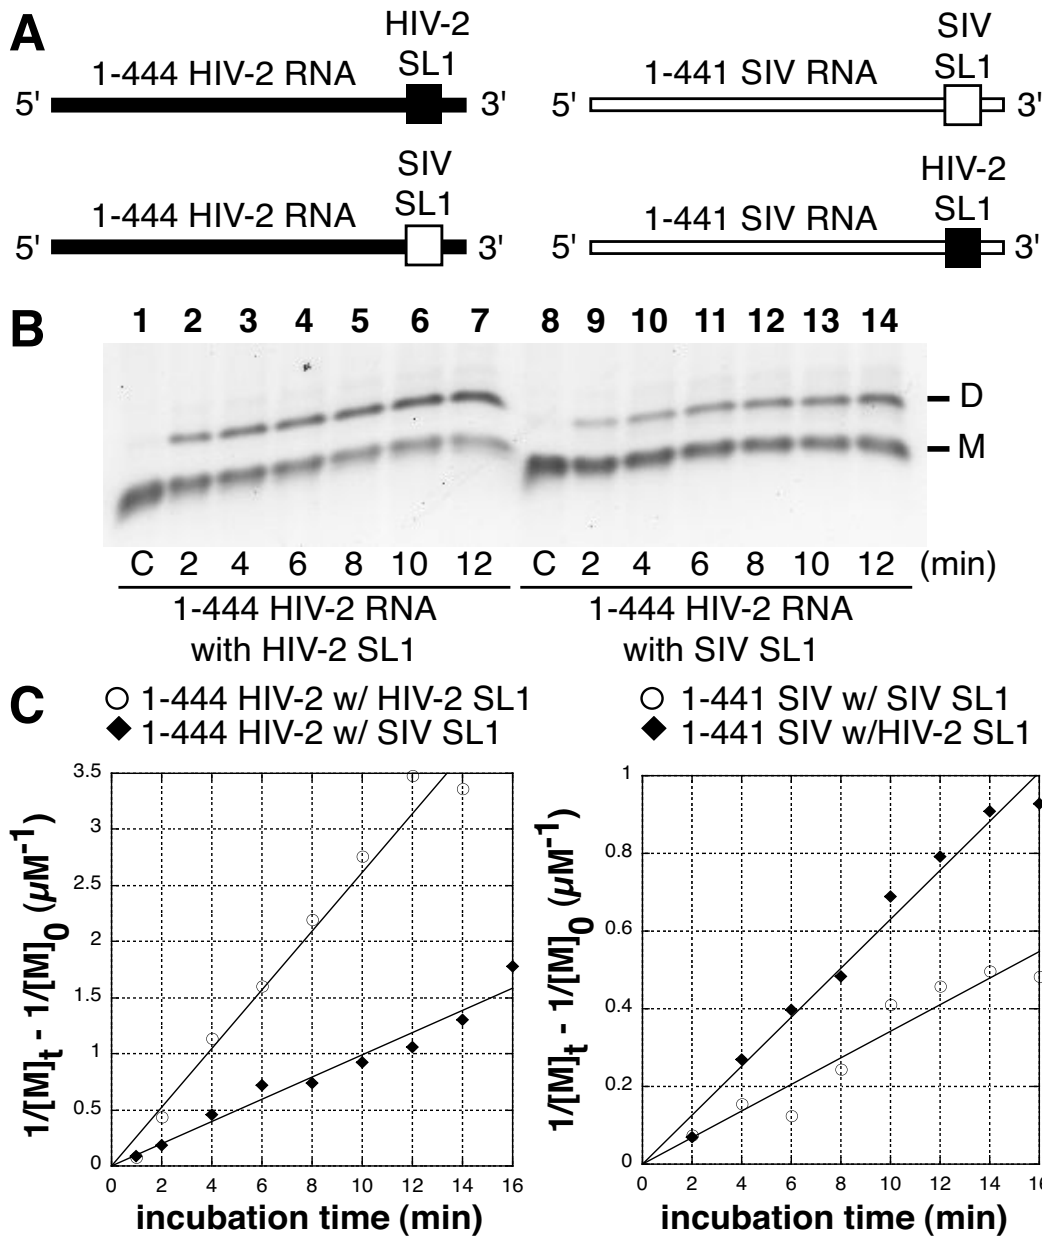 A
HIV-2
SL1
1-444 HIV-2 RNA
5' 3'
SIV
SL1
1-441 SIV RNA
5' 3'
SIV
SL1
1-444 HIV-2 RNA
5' 3'
HIV-2
SL1
1-441 SIV RNA
5' 3'
B
1 2 3 4 5 6 7 8 9 10 11 12 13 14
D
M
C 2 4 6 8 10 12 C 2 4 6 8 10 12 (min)
1-444 HIV-2 RNA
with HIV-2 SL1
1-444 HIV-2 RNA
with SIV SL1
C
1-444 HIV-2 w/ HIV-2 SL1
1-444 HIV-2 w/ SIV SL1
1/[M]t - 1/[M]0 (µM-1)
3.5
3
2.5
2
1.5
1
0.5
0
0 2 4 6 8 10 12 14 16
incubation time (min)
1-441 SIV w/ SIV SL1
1-441 SIV w/HIV-2 SL1
1/[M]t - 1/[M]0 (µM-1)
1
0.8
0.6
0.4
0.2
0
0 2 4 6 8 10 12 14 16
incubation time (min)